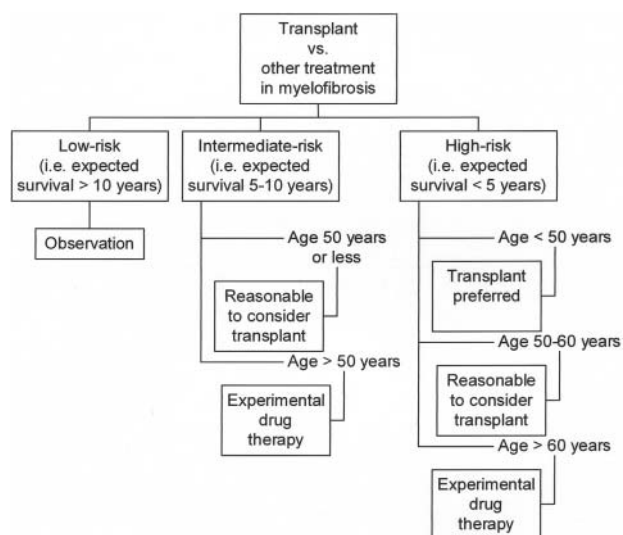 Transplant
vs.
other treatment
in myelofibrosis
Low-risk
(i.e. expected
survival > 10 years)
Observation
Intermediate-risk
(i.e. expected
survival 5-10 years)
Age 50 years
or less
Reasonable
to consider
transplant
Age > 50 years
Experimental
drug
therapy
High-risk
(i.e. expected
survival < 5 years)
Age < 50 years
Transplant
preferred
Age 50-60 years
Reasonable
to consider
transplant
Age > 60 years
Experimental
drug
therapy